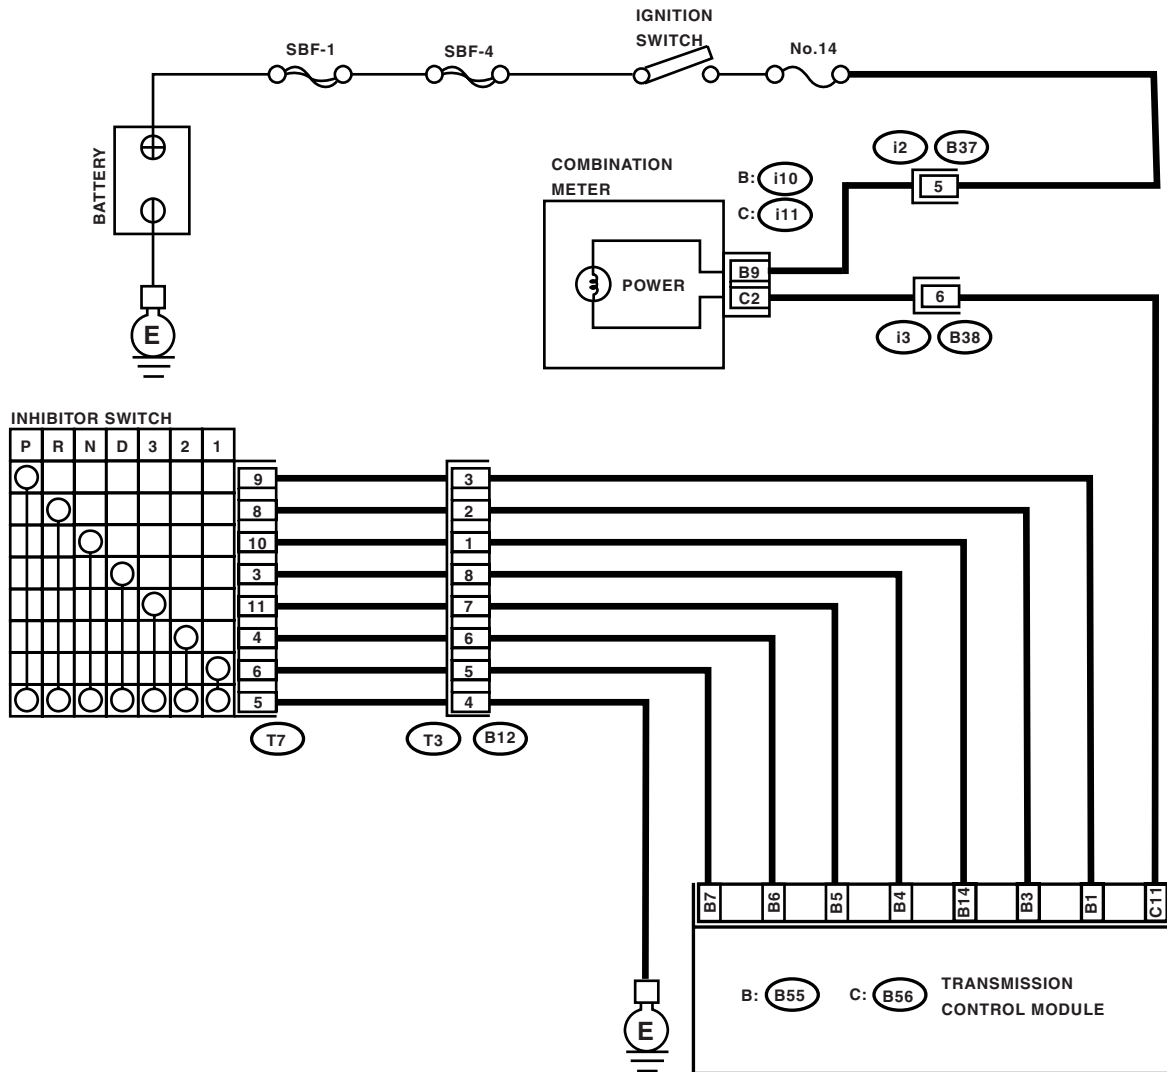 IGNITION
SWITCH
SBF-1
SBF-4
No.14
BATTERY
E
COMBINATION
METER
B: i10
C: i11
i2 B37
5
POWER
B9
C2
6
i3 B38
INHIBITOR SWITCH
P R N D 3 2 1
9 3
8 2
10 1
3 8
11 7
4 6
6 5
5 4
T7 T3 B12
B7 B6 B5 B4 B14 B3 B1 C11
B: B55 C: B56 TRANSMISSION
CONTROL MODULE
E